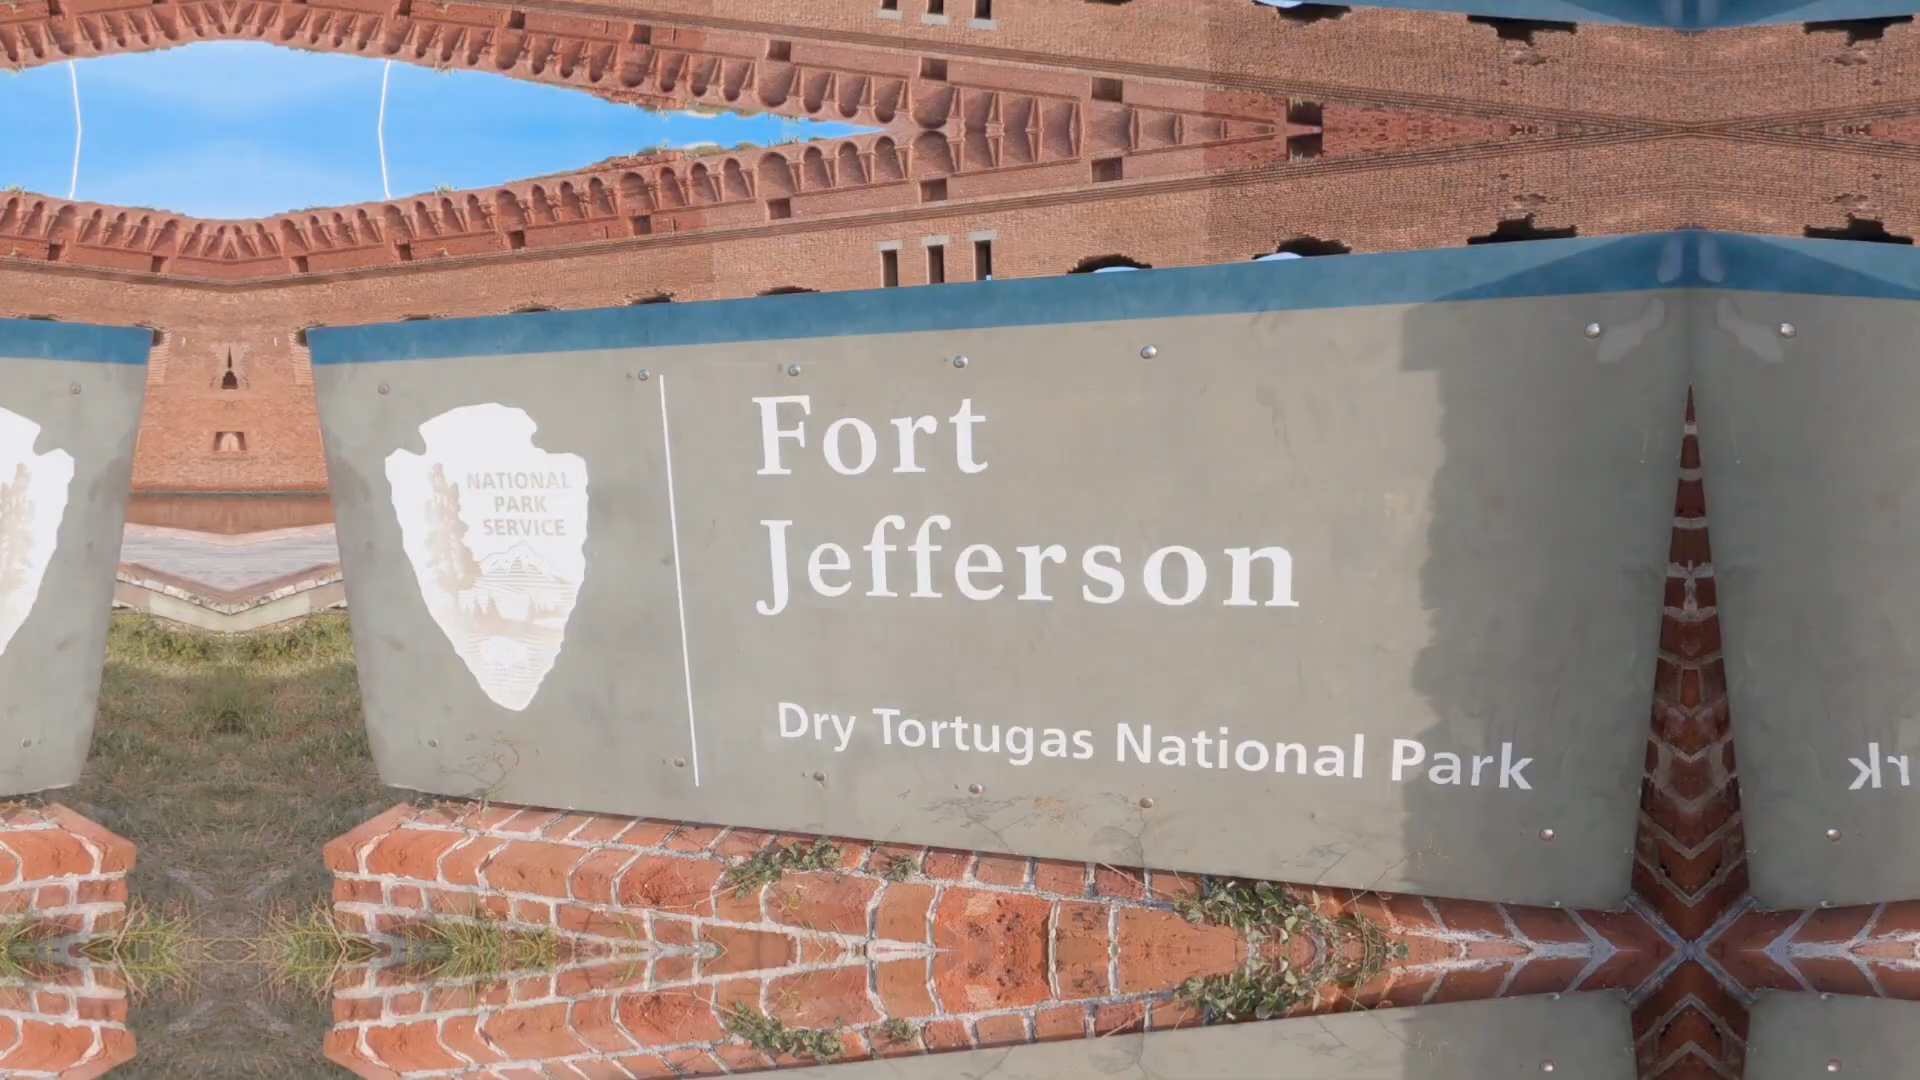 NATIONAL
PARK
SERVICE
Fort
Jefferson
Dry Tortugas National Park